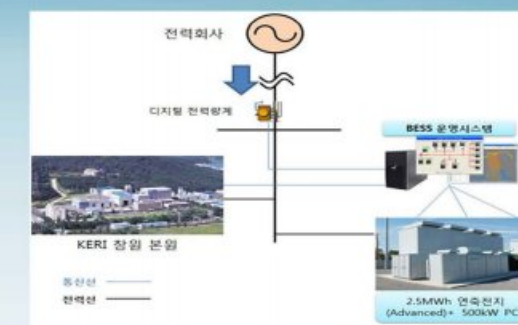 전력회사
디지털 전력량계
BESS 운영시스템
KERI 창원 본원
통신선
전력선
2.5MWh 연축전지
(Advanced)+ 500kW PC